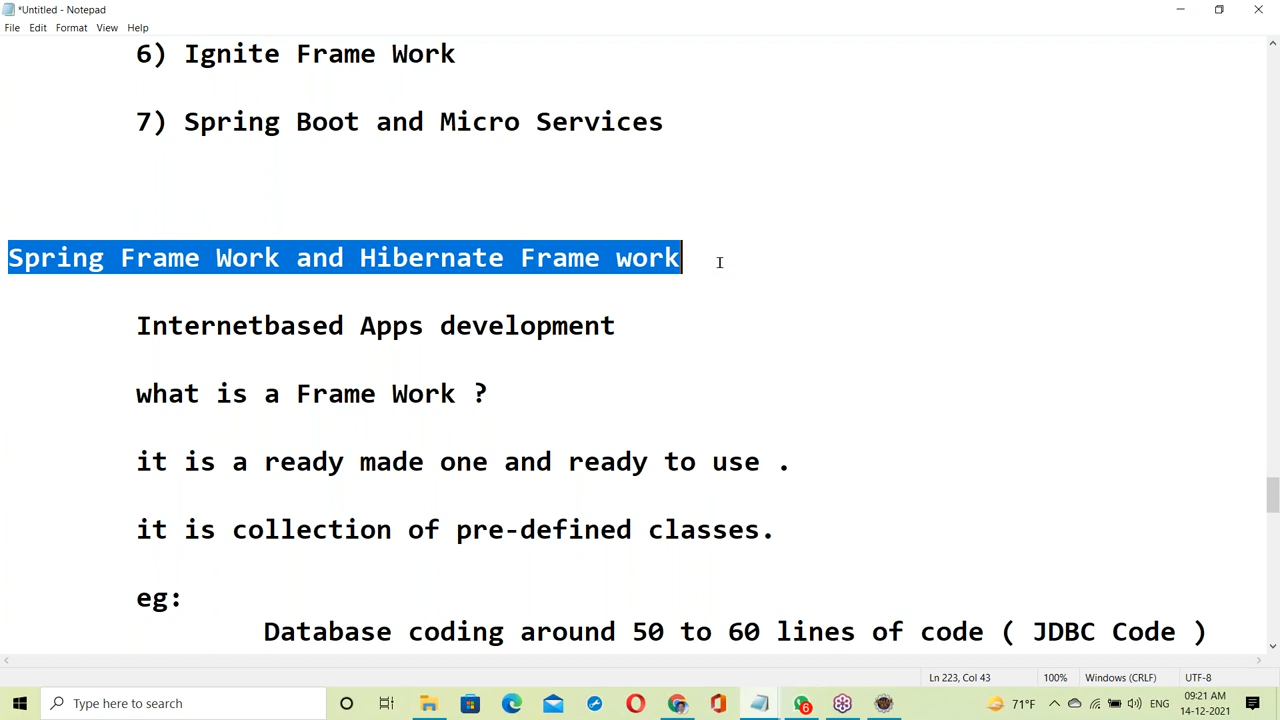 *Untitled - Notepad
File Edit Format View Help
6) Ignite Frame Work
7) Spring Boot and Micro Services
Spring Frame Work and Hibernate Frame work
Internetbased Apps development
what is a Frame Work ?
it is a ready made one and ready to use .
it is collection of pre-defined classes.
eg:
Database coding around 50 to 60 lines of code ( JDBC Code )
Ln 223, Col 43 100% Windows (CRLF) UTF-8
Type here to search 6 71°F 09:21 AM
14-12-2021